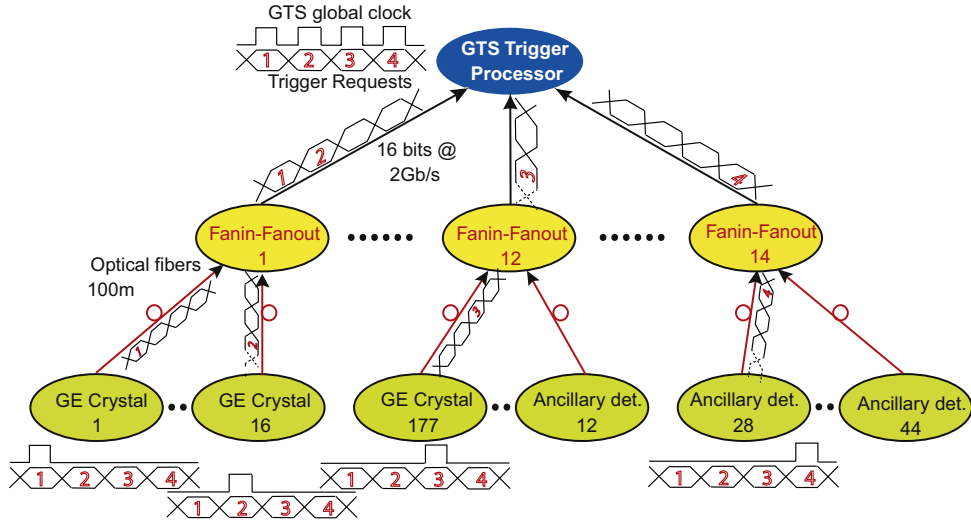 GTS global clock
1 2 3 4
Trigger Requests
GTS Trigger
Processor
1 2
16 bits @
2Gb/s
3
4
Fanin-Fanout
1
Fanin-Fanout
12
Fanin-Fanout
14
Optical fibers
100m
1
2
3
4
GE Crystal
1
GE Crystal
16
GE Crystal
177
Ancillary det.
12
Ancillary det.
28
Ancillary det.
44
1 2 3 4
1 2 3 4
1 2 3 4
1 2 3 4